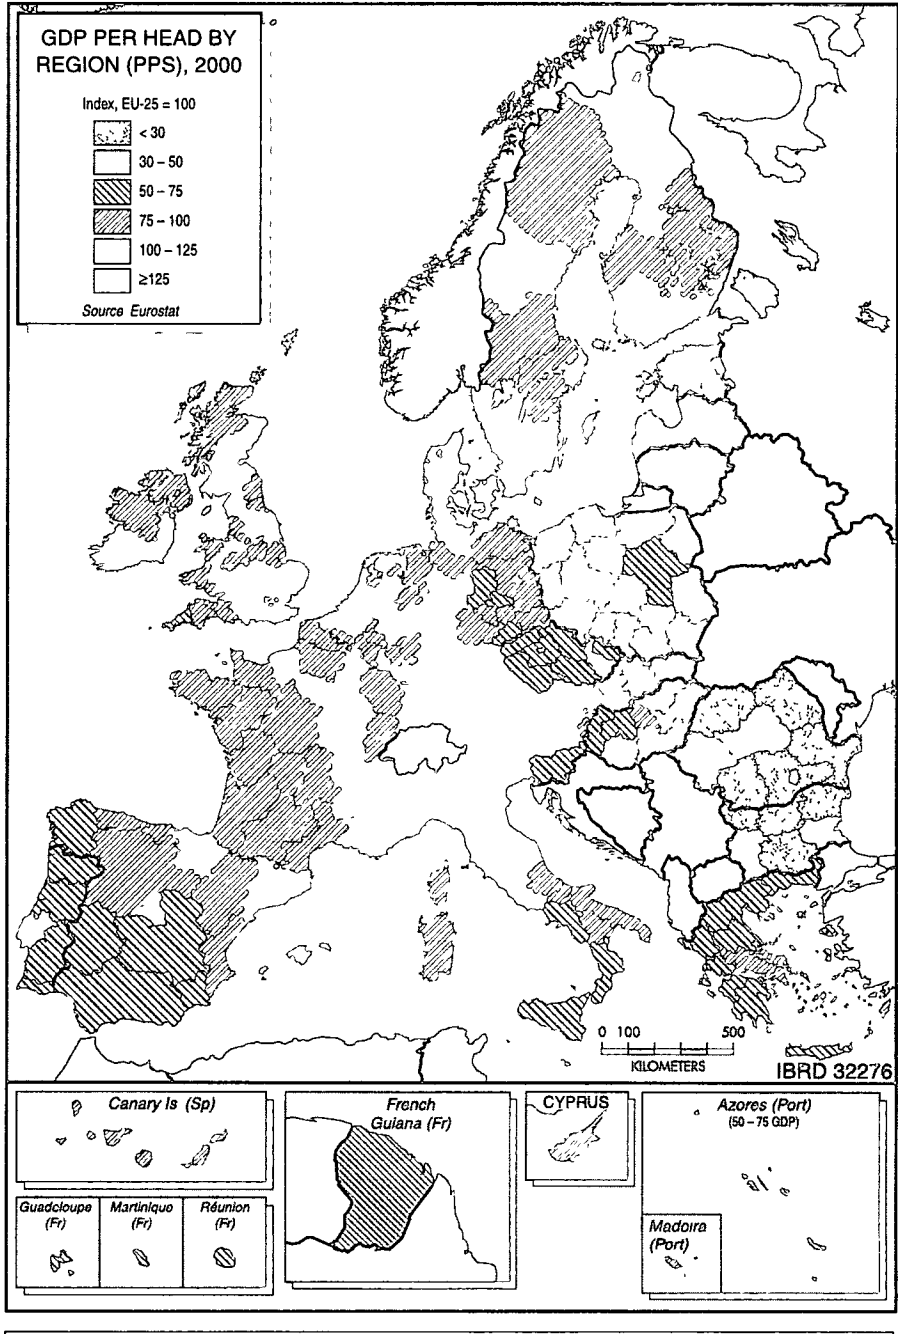 GDP PER HEAD BY
REGION (PPS), 2000
Index, EU-25 = 100
< 30
30 – 50
50 – 75
75 – 100
100 – 125
≥125
Source Eurostat
0 100 500
KILOMETERS
IBRD 32276
Canary Is (Sp)
French
Guiana (Fr)
CYPRUS
Azores (Port)
(50 – 75 GDP)
Guadeloupe
(Fr)
Martinique
(Fr)
Réunion
(Fr)
Madeira
(Port)